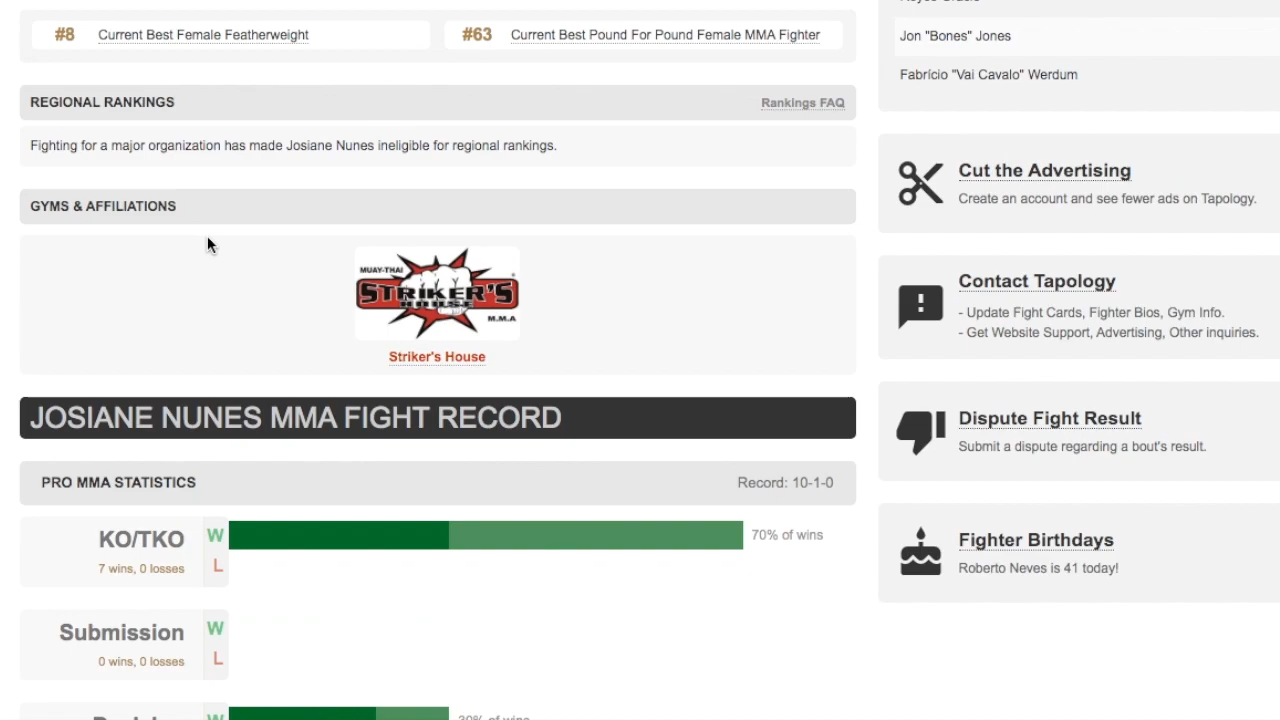 #8 Current Best Female Featherweight
#63 Current Best Pound For Pound Female MMA Fighter
REGIONAL RANKINGS
Rankings FAQ
Fighting for a major organization has made Josiane Nunes ineligible for regional rankings.
GYMS & AFFILIATIONS
MUAY-THAI
STRIKER'S
HOUSE
M.M.A
Striker's House
JOSIANE NUNES MMA FIGHT RECORD
PRO MMA STATISTICS
Record: 10-1-0
KO/TKO
7 wins, 0 losses
W
L
70% of wins
Submission
0 wins, 0 losses
W
L
W
30% of wins
Jon "Bones" Jones
Fabrício "Vai Cavalo" Werdum
Cut the Advertising
Create an account and see fewer ads on Tapology.
Contact Tapology
- Update Fight Cards, Fighter Bios, Gym Info.
- Get Website Support, Advertising, Other inquiries.
Dispute Fight Result
Submit a dispute regarding a bout's result.
Fighter Birthdays
Roberto Neves is 41 today!